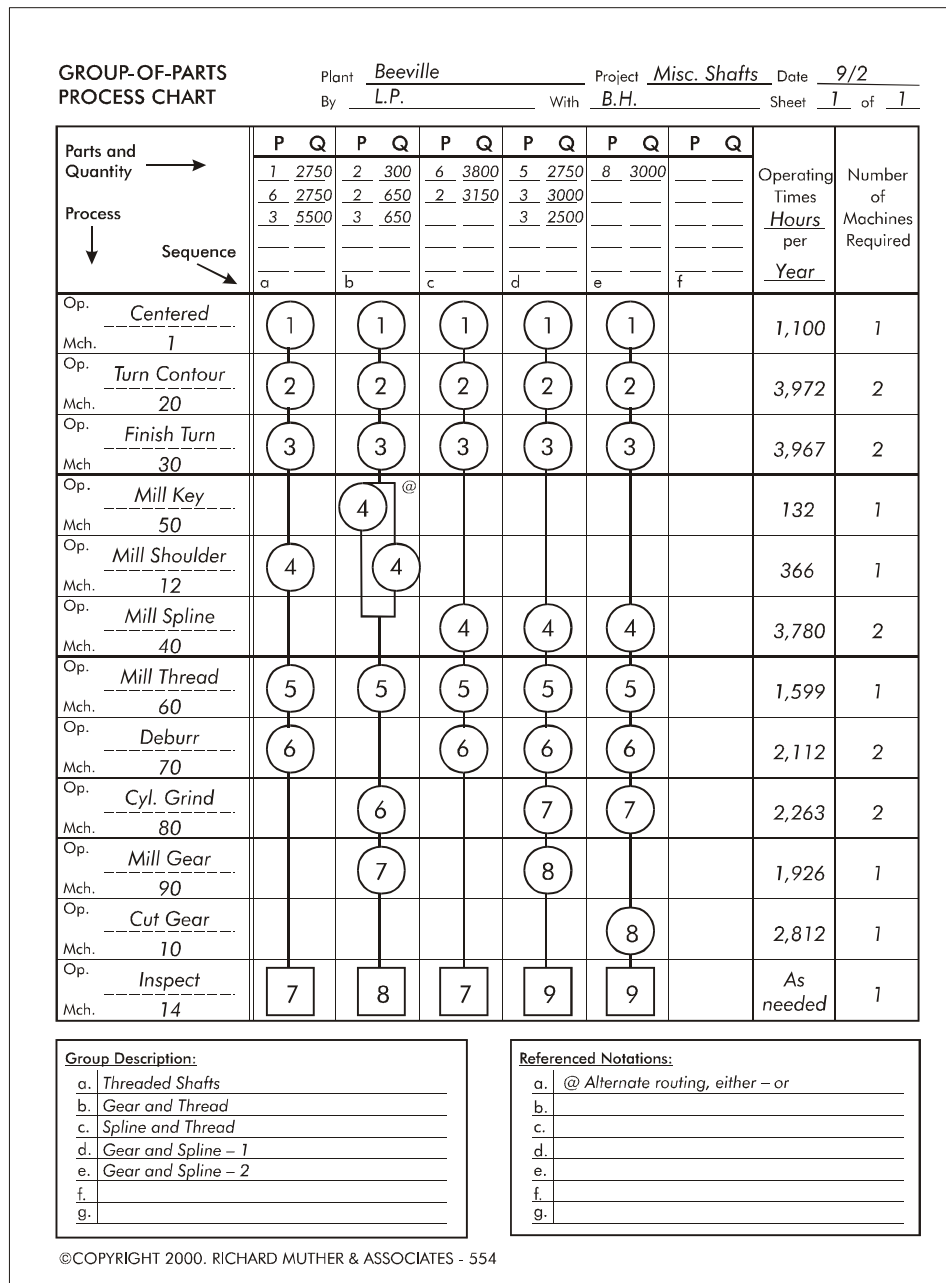 GROUP-OF-PARTS
PROCESS CHART
Plant Beeville Project Misc. Shafts Date 9/2
By L.P. With B.H. Sheet 1 of 1
Parts and
Quantity
Process
Sequence
P Q P Q P Q P Q P Q P Q
1 2750 2 300 6 3800 5 2750 8 3000
6 2750 2 650 2 3150 3 3000
3 5500 3 650 3 2500
a b c d e f
Operating
Times
Hours
per
Year
Number
of
Machines
Required
Op. Centered 1 1 1 1 1 1,100 1
Mch. 1
Op. Turn Contour 2 2 2 2 2 3,972 2
Mch. 20
Op. Finish Turn 3 3 3 3 3 3,967 2
Mch 30
Op. Mill Key 4 @ 132 1
Mch 50
Op. Mill Shoulder 4 4 366 1
Mch. 12
Op. Mill Spline 4 4 4 3,780 2
Mch. 40
Op. Mill Thread 5 5 5 5 5 1,599 1
Mch. 60
Op. Deburr 6 6 6 6 2,112 2
Mch. 70
Op. Cyl. Grind 6 7 7 2,263 2
Mch. 80
Op. Mill Gear 7 8 1,926 1
Mch. 90
Op. Cut Gear 8 2,812 1
Mch. 10
Op. Inspect 7 8 7 9 9 As needed 1
Mch. 14
Group Description:
a. Threaded Shafts
b. Gear and Thread
c. Spline and Thread
d. Gear and Spline – 1
e. Gear and Spline – 2
f.
g.
Referenced Notations:
a. @ Alternate routing, either – or
b.
c.
d.
e.
f.
g.
©COPYRIGHT 2000. RICHARD MUTHER & ASSOCIATES - 554